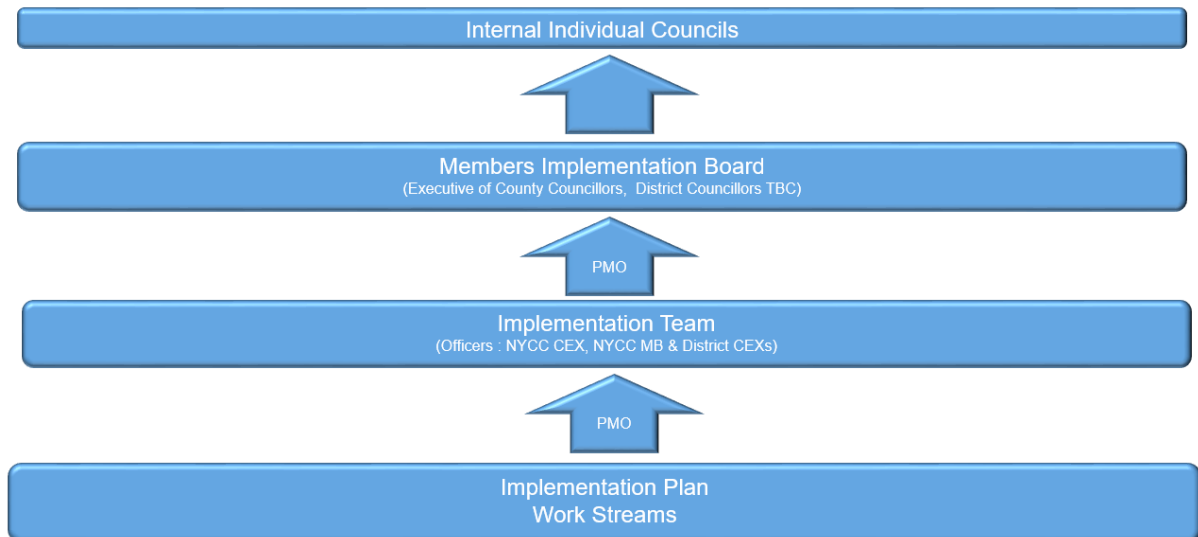 Internal Individual Councils
Members Implementation Board
(Executive of County Councillors, District Councillors TBC)
PMO
Implementation Team
(Officers : NYCC CEX, NYCC MB & District CEXs)
PMO
Implementation Plan
Work Streams